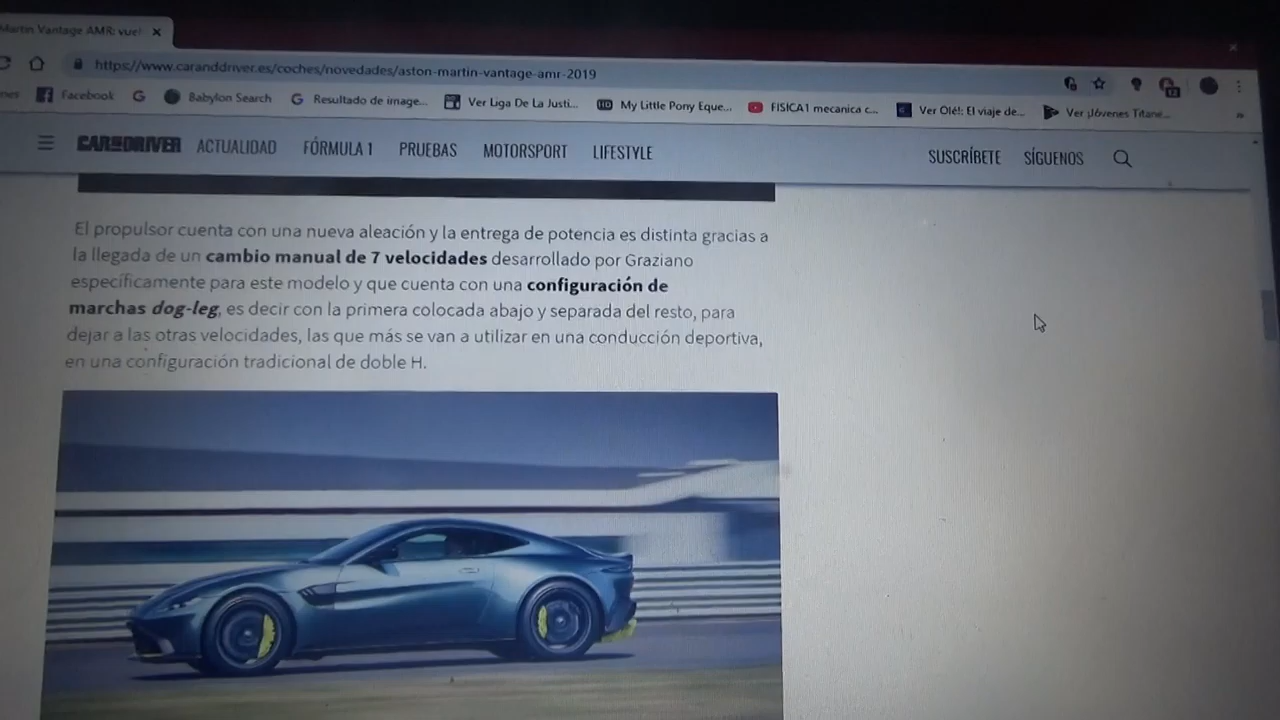 Martin Vantage AMR: vuel
https://www.caranddriver.es/coches/novedades/aston-martin-vantage-amr-2019
Facebook
Babylon Search
Resultado de image...
Ver Liga De La Justi...
My Little Pony Eque...
FISICA1 mecanica c...
Ver Olé!: El viaje de...
Ver ¡Jóvenes Titane...
CAR AND DRIVER ACTUALIDAD FÓRMULA 1 PRUEBAS MOTORSPORT LIFESTYLE SUSCRÍBETE SÍGUENOS
El propulsor cuenta con una nueva aleación y la entrega de potencia es distinta gracias a
la llegada de un cambio manual de 7 velocidades desarrollado por Graziano
específicamente para este modelo y que cuenta con una configuración de
marchas dog-leg, es decir con la primera colocada abajo y separada del resto, para
dejar a las otras velocidades, las que más se van a utilizar en una conducción deportiva,
en una configuración tradicional de doble H.